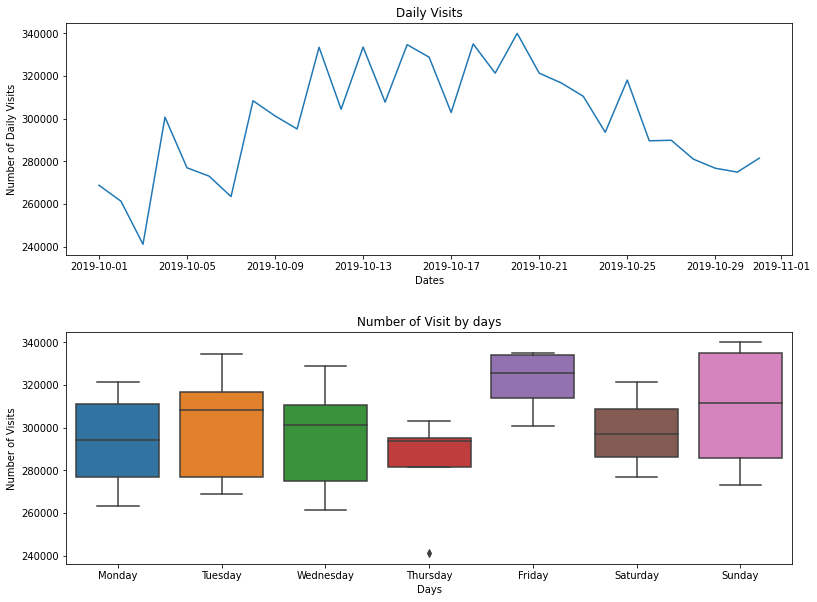 Daily Visits
340000
320000
300000
280000
260000
240000
Number of Daily Visits
2019-10-01 2019-10-05 2019-10-09 2019-10-13 2019-10-17 2019-10-21 2019-10-25 2019-10-29 2019-11-01
Dates
Number of Visit by days
340000
320000
300000
280000
260000
240000
Number of Visits
Monday Tuesday Wednesday Thursday Friday Saturday Sunday
Days